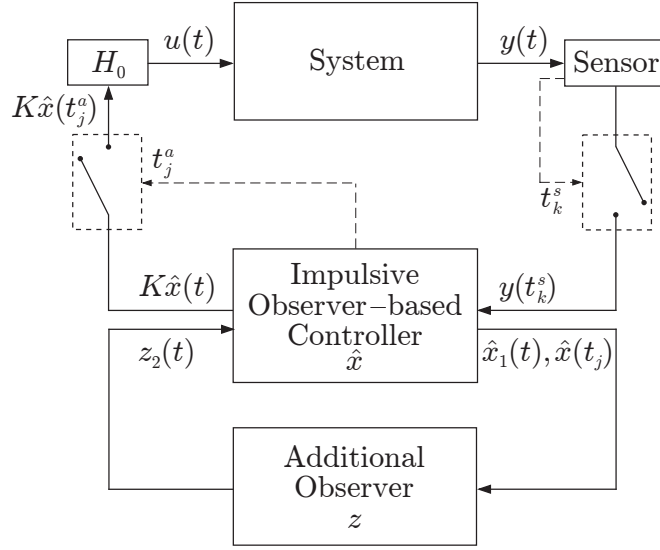 u(t)
y(t)
H_0
System
Sensor
Kx̂(t_j^a)
t_j^a
t_k^s
Kx̂(t)
Impulsive
Observer–based
Controller
x̂
y(t_k^s)
z_2(t)
x̂_1(t), x̂(t_j)
Additional
Observer
z